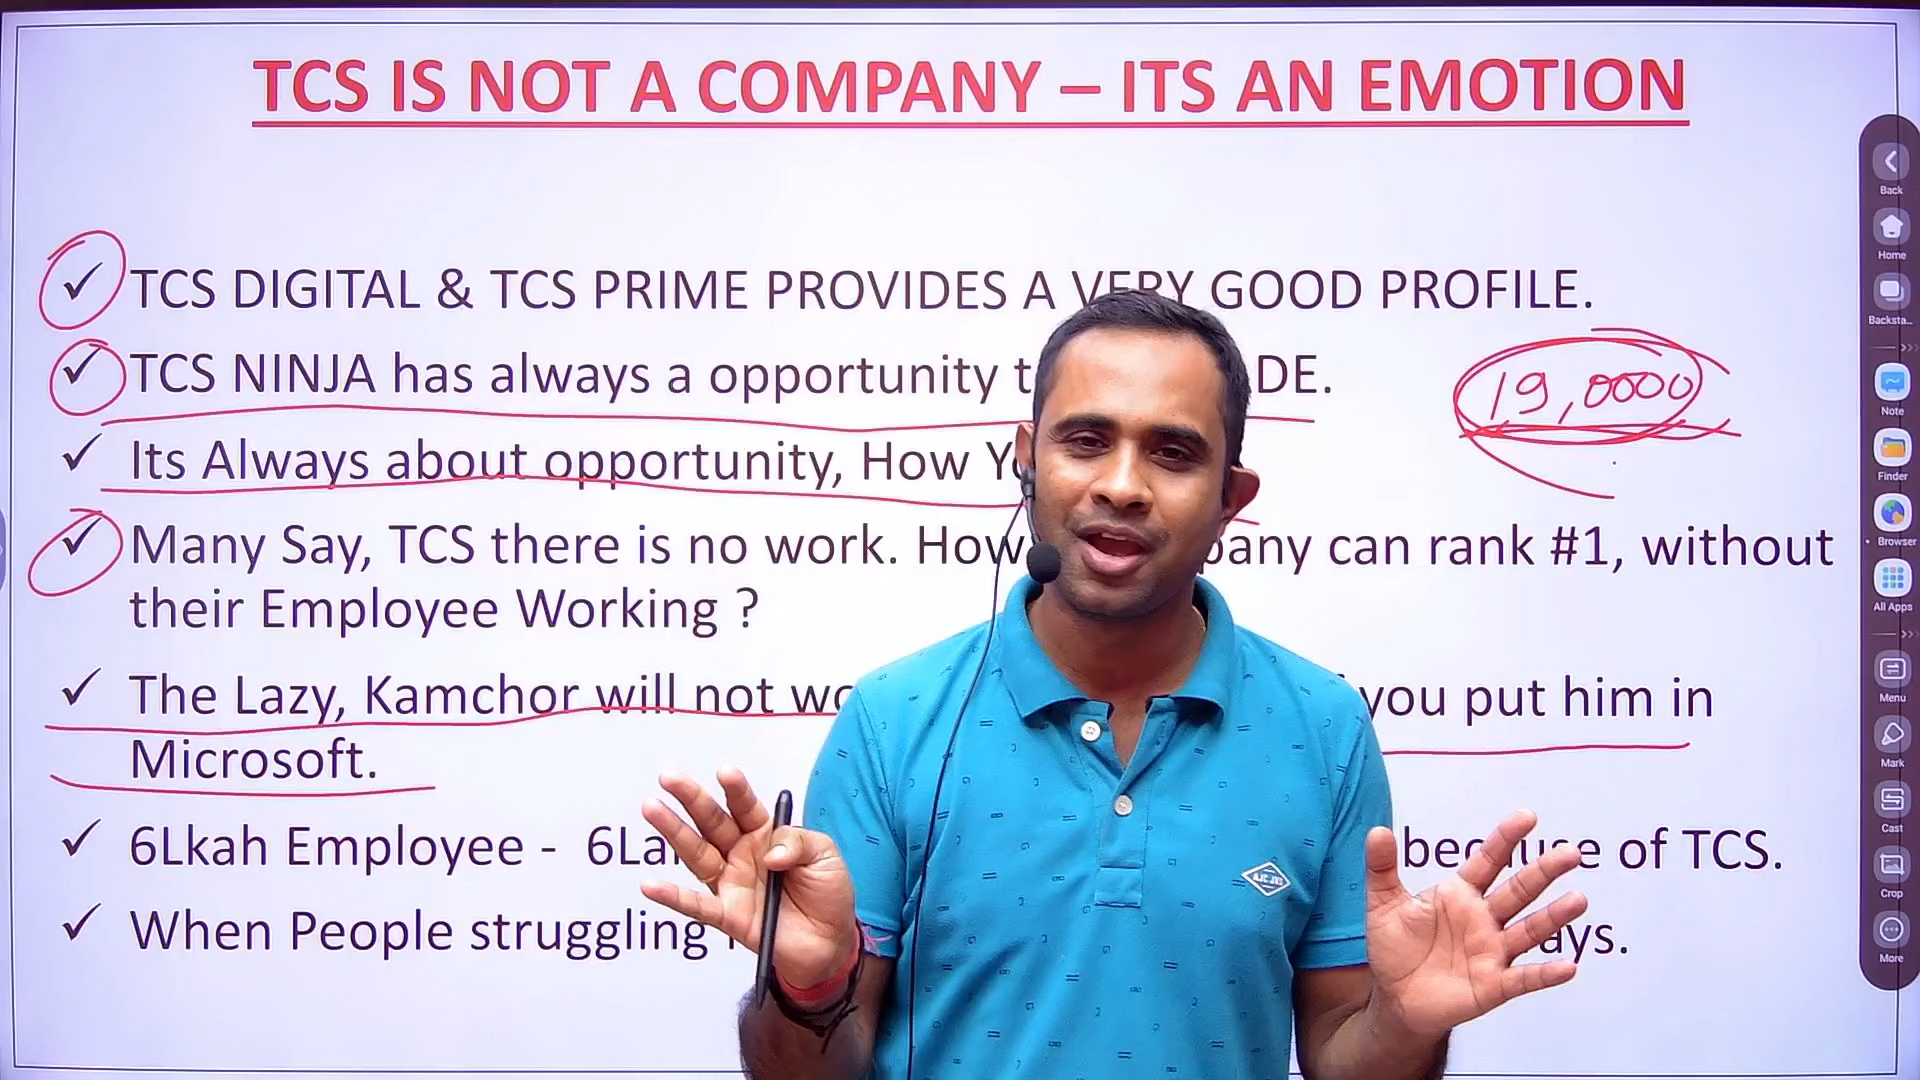 TCS IS NOT A COMPANY – ITS AN EMOTION
✓ TCS DIGITAL & TCS PRIME PROVIDES A VERY GOOD PROFILE.
✓ TCS NINJA has always a opportunity DE.
19,0000
✓ Its Always about opportunity, How
✓ Many Say, TCS there is no work. How can rank #1, without
their Employee Working ?
✓ The Lazy, Kamchor will not you put him in
Microsoft.
✓ 6Lkah Employee - because of TCS.
✓ When People struggling
Back
Home
Backsta...
Note
Finder
Browser
All Apps
Menu
Mark
Cast
Crop
More